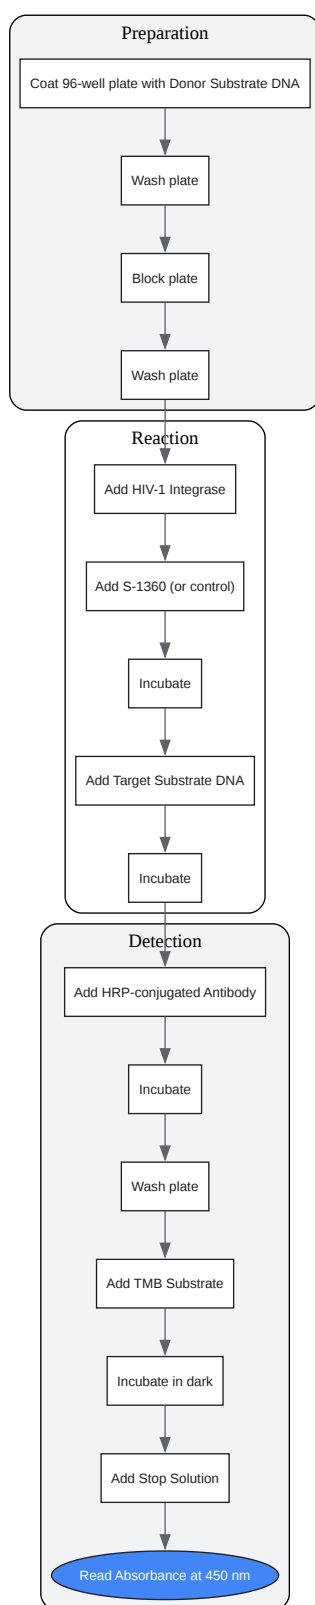 Preparation
Coat 96-well plate with Donor Substrate DNA
Wash plate
Block plate
Wash plate
Reaction
Add HIV-1 Integrase
Add S-1360 (or control)
Incubate
Add Target Substrate DNA
Incubate
Detection
Add HRP-conjugated Antibody
Incubate
Wash plate
Add TMB Substrate
Incubate in dark
Add Stop Solution
Read Absorbance at 450 nm